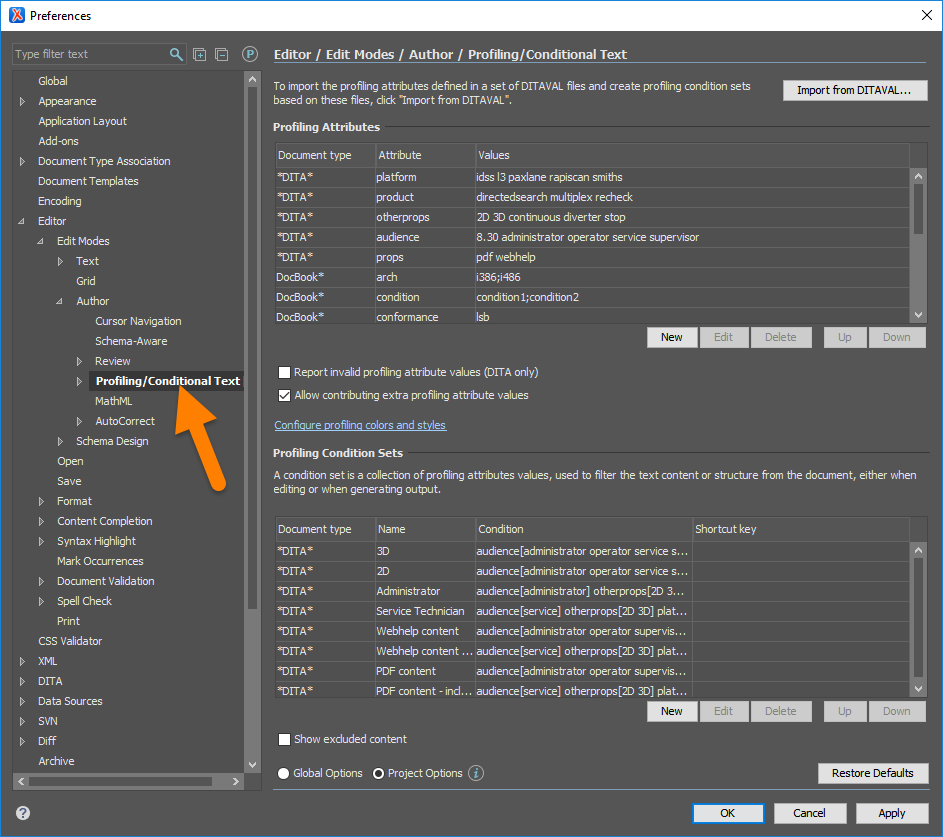 Preferences
Type filter text
P
Global
Appearance
Application Layout
Add-ons
Document Type Association
Document Templates
Encoding
Editor
Edit Modes
Text
Grid
Author
Cursor Navigation
Schema-Aware
Review
Profiling/Conditional Text
MathML
AutoCorrect
Schema Design
Open
Save
Format
Content Completion
Syntax Highlight
Mark Occurrences
Document Validation
Spell Check
Print
CSS Validator
XML
DITA
Data Sources
SVN
Diff
Archive
Editor / Edit Modes / Author / Profiling/Conditional Text
To import the profiling attributes defined in a set of DITAVAL files and create profiling condition sets
based on these files, click "Import from DITAVAL".
Import from DITAVAL...
Profiling Attributes
Document type Attribute Values
*DITA* platform idss l3 paxlane rapiscan smiths
*DITA* product directedsearch multiplex recheck
*DITA* otherprops 2D 3D continuous diverter stop
*DITA* audience 8.30 administrator operator service supervisor
*DITA* props pdf webhelp
DocBook* arch i386;i486
DocBook* condition condition1;condition2
DocBook* conformance lsb
New Edit Delete Up Down
Report invalid profiling attribute values (DITA only)
Allow contributing extra profiling attribute values
Configure profiling colors and styles
Profiling Condition Sets
A condition set is a collection of profiling attributes values, used to filter the text content or structure from the document, either when
editing or when generating output.
Document type Name Condition Shortcut key
*DITA* 3D audience[administrator operator service s...
*DITA* 2D audience[administrator operator service s...
*DITA* Administrator audience[administrator] otherprops[2D 3...
*DITA* Service Technician audience[service] otherprops[2D 3D] plat...
*DITA* Webhelp content audience[administrator operator supervis...
*DITA* Webhelp content ... audience[service] otherprops[2D 3D] plat...
*DITA* PDF content audience[administrator operator supervis...
*DITA* PDF content - incl... audience[service] otherprops[2D 3D] plat...
New Edit Delete Up Down
Show excluded content
Global Options Project Options i
Restore Defaults
? OK Cancel Apply